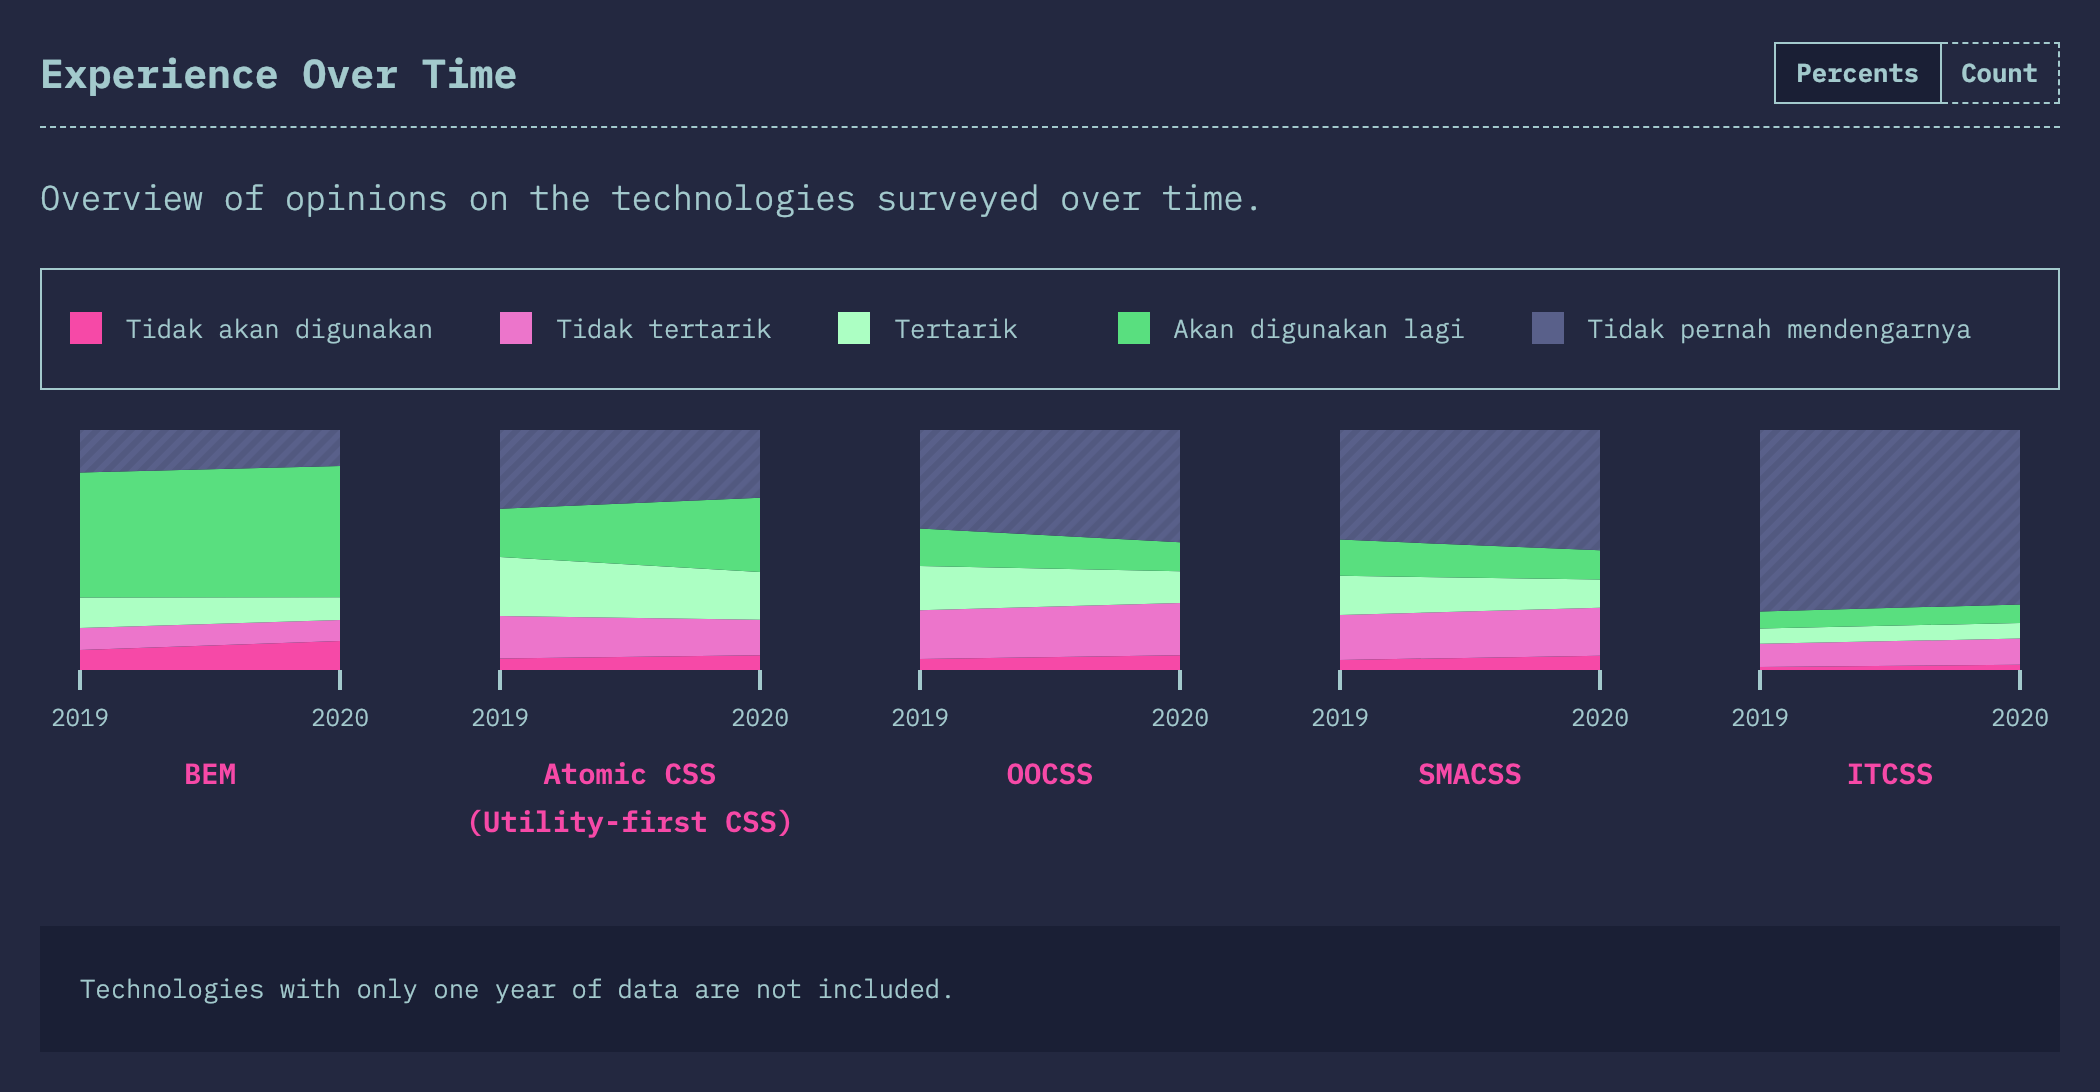 Experience Over Time
Percents Count
Overview of opinions on the technologies surveyed over time.
Tidak akan digunakan Tidak tertarik Tertarik Akan digunakan lagi Tidak pernah mendengarnya
2019 2020 2019 2020 2019 2020 2019 2020 2019 2020
BEM Atomic CSS OOCSS SMACSS ITCSS
(Utility-first CSS)
Technologies with only one year of data are not included.